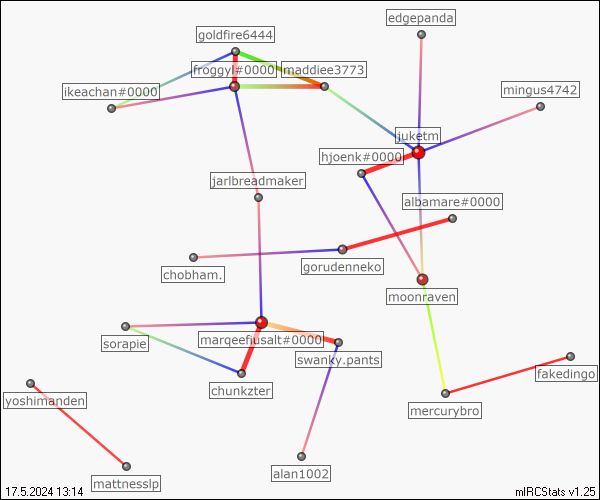 edgepanda
goldfire6444
froggyl#0000
maddiee3773
ikeachan#0000
mingus4742
juketm
hjoenk#0000
jarlbreadmaker
albamare#0000
gorudenneko
chobham.
moonraven
marqeefjusalt#0000
sorapie
swanky.pants
fakedingo
chunkzter
yoshimanden
mercurybro
alan1002
mattnesslp
17.5.2024 13:14
mIRCStats v1.25